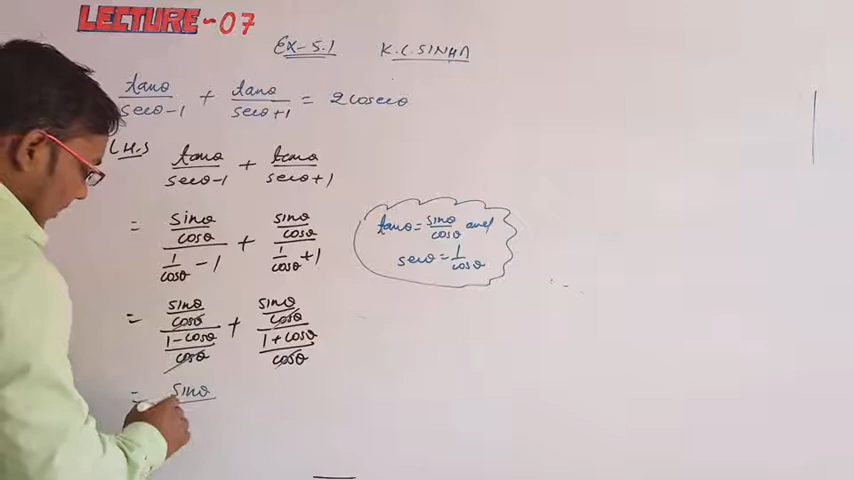 LECTURE-07
Ex-5.1 K.C.SINHA
tanθ/secθ-1 + tanθ/secθ+1 = 2cosecθ
L.H.S tanθ/secθ-1 + tanθ/secθ+1
= sinθ/cosθ / 1/cosθ - 1 + sinθ/cosθ / 1/cosθ + 1
tanθ = sinθ/cosθ and
secθ = 1/cosθ
= sinθ/cosθ / 1-cosθ/cosθ + sinθ/cosθ / 1+cosθ/cosθ
= sinθ